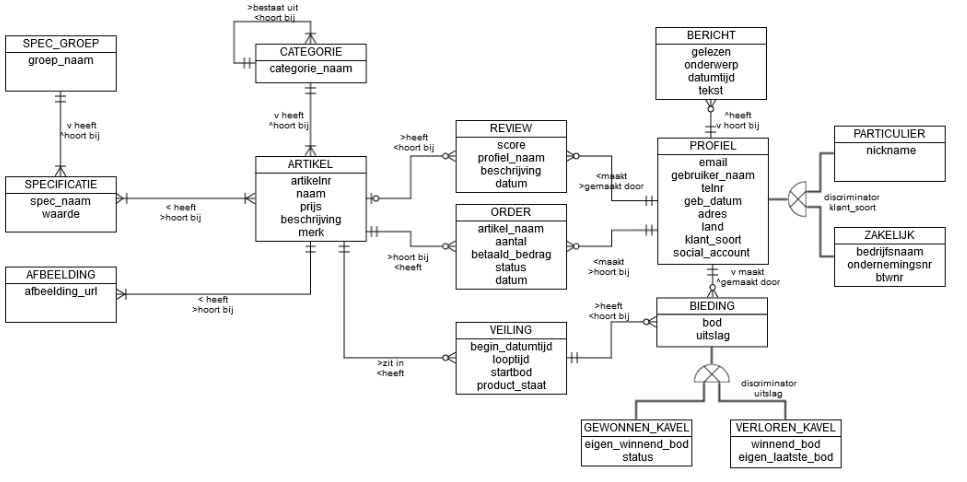 >bestaat uit
<hoort bij
SPEC_GROEP
groep_naam
CATEGORIE
categorie_naam
BERICHT
gelezen
onderwerp
datumtijd
tekst
v heeft
^hoort bij
v heeft
^hoort bij
^heeft
v hoort bij
SPECIFICATIE
spec_naam
waarde
ARTIKEL
artikelnr
naam
prijs
beschrijving
merk
>heeft
<hoort bij
REVIEW
score
profiel_naam
beschrijving
datum
<maakt
>gemaakt door
PROFIEL
email
gebruiker_naam
telnr
geb_datum
adres
land
klant_soort
social_account
PARTICULIER
nickname
discriminator
klant_soort
ZAKELIJK
bedrijfsnaam
ondernemingsnr
btwnr
< heeft
>hoort bij
ORDER
artikel_naam
aantal
betaald_bedrag
status
datum
>hoort bij
<heeft
<maakt
>hoort bij
AFBEELDING
afbeelding_url
< heeft
>hoort bij
v maakt
^gemaakt door
VEILING
begin_datumtijd
looptijd
startbod
product_staat
>zit in
<heeft
>heeft
<hoort bij
BIEDING
bod
uitslag
discriminator
uitslag
GEWONNEN_KAVEL
eigen_winnend_bod
status
VERLOREN_KAVEL
winnend_bod
eigen_laatste_bod